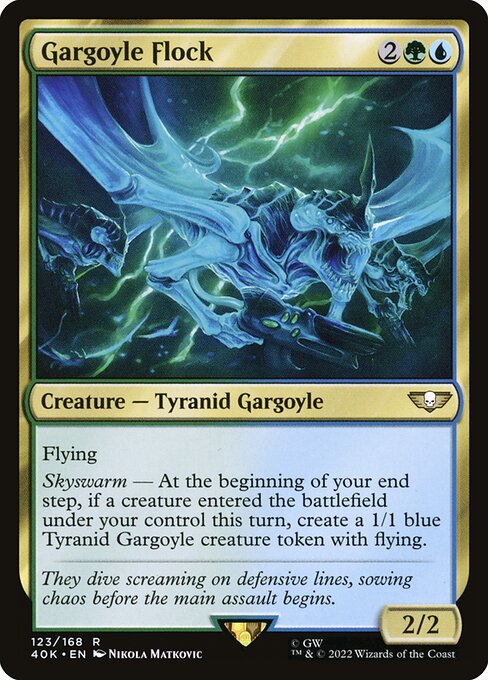 Gargoyle Flock 2
Creature — Tyranid Gargoyle
Flying
Skyswarm — At the beginning of your end
step, if a creature entered the battlefield
under your control this turn, create a 1/1 blue
Tyranid Gargoyle creature token with flying.
They dive screaming on defensive lines, sowing
chaos before the main assault begins.
2/2
123/168 R
40K • EN Nikola Matkovic
© GW
™ & © 2022 Wizards of the Coast